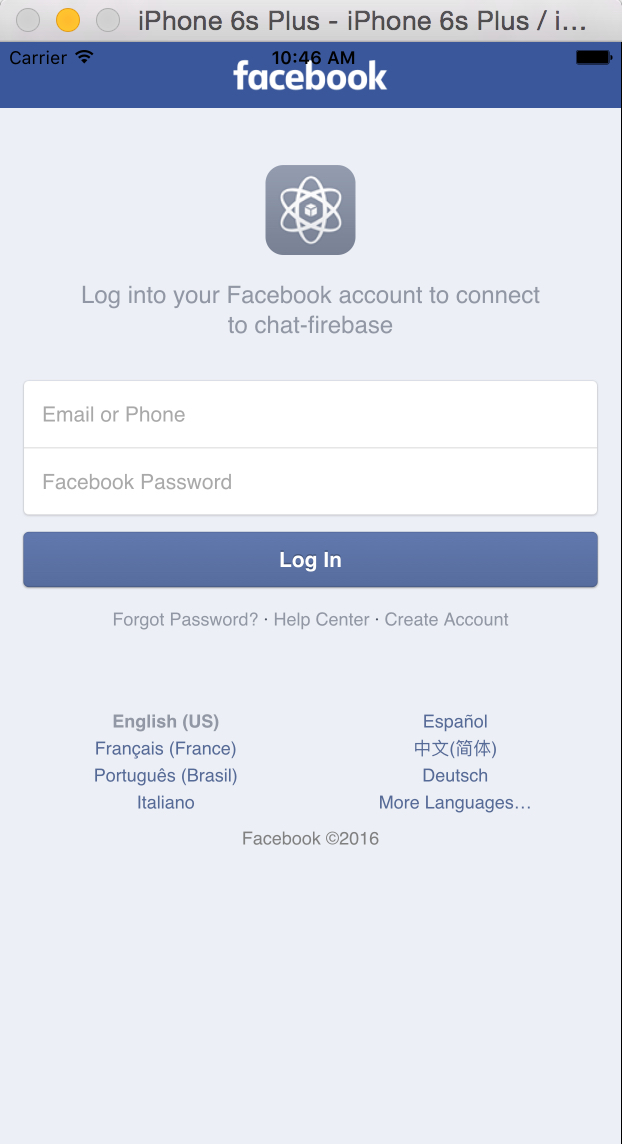 iPhone 6s Plus - iPhone 6s Plus / i...
Carrier 10:46 AM
facebook
Log into your Facebook account to connect
to chat-firebase
Email or Phone
Facebook Password
Log In
Forgot Password? · Help Center · Create Account
English (US) Español
Français (France) 中文(简体)
Português (Brasil) Deutsch
Italiano More Languages...
Facebook ©2016